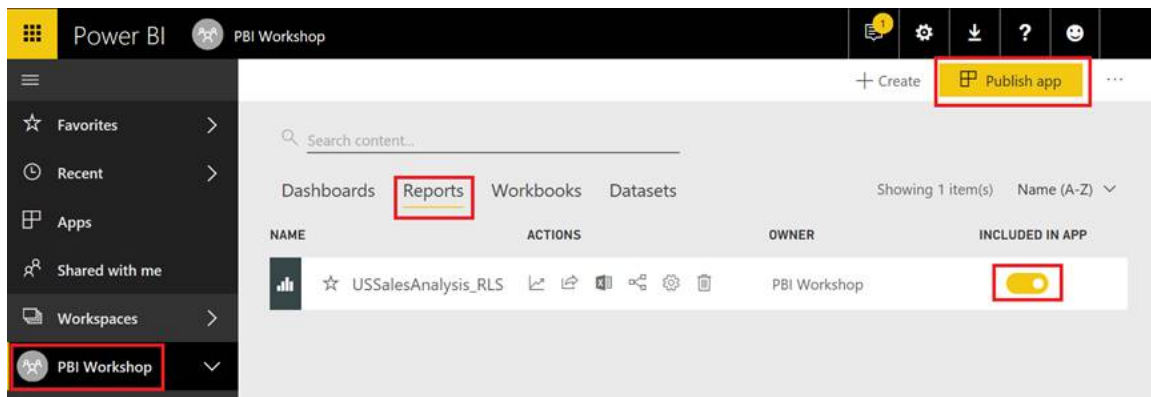 Power BI PBI Workshop 1 ?
+ Create Publish app ...
Favorites
Search content...
Recent
Dashboards Reports Workbooks Datasets Showing 1 item(s) Name (A-Z)
Apps
NAME ACTIONS OWNER INCLUDED IN APP
Shared with me
USSalesAnalysis_RLS PBI Workshop
Workspaces
PBI Workshop